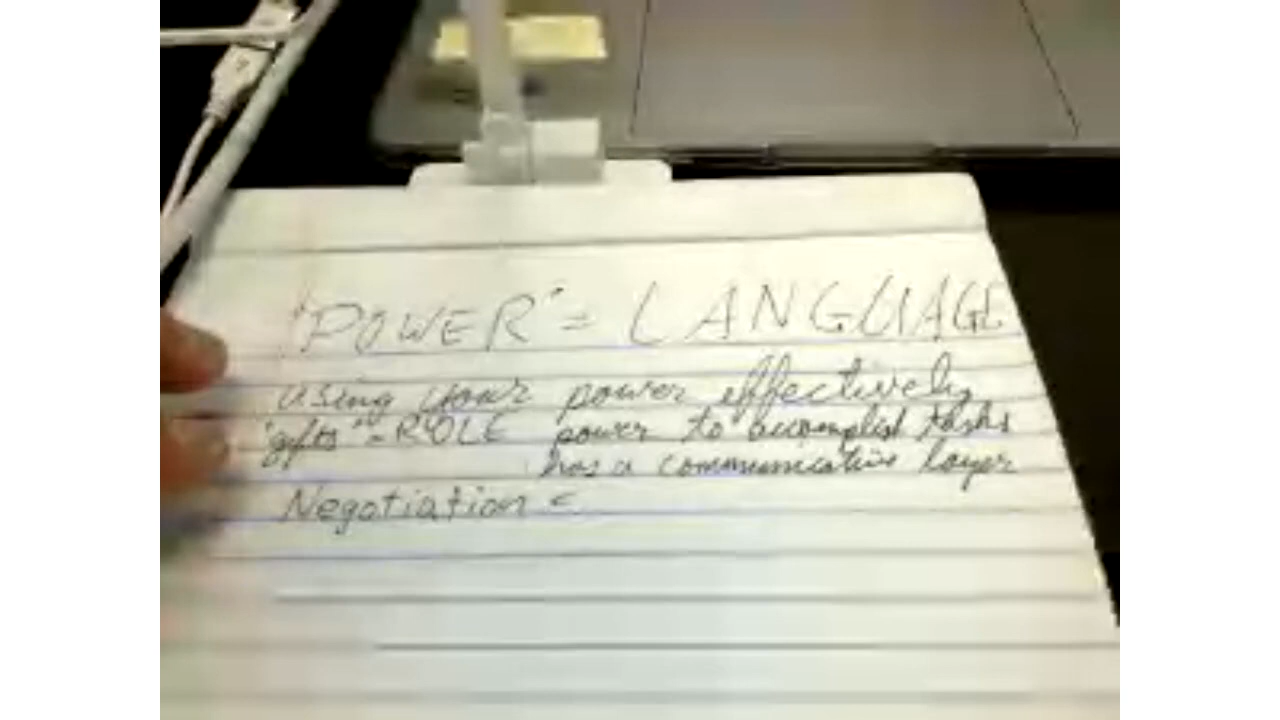 "POWER" = LANGUAGE
using your power effectively
"gifts" = ROLE power to accomplish tasks
has a communicative layer
Negotiation =